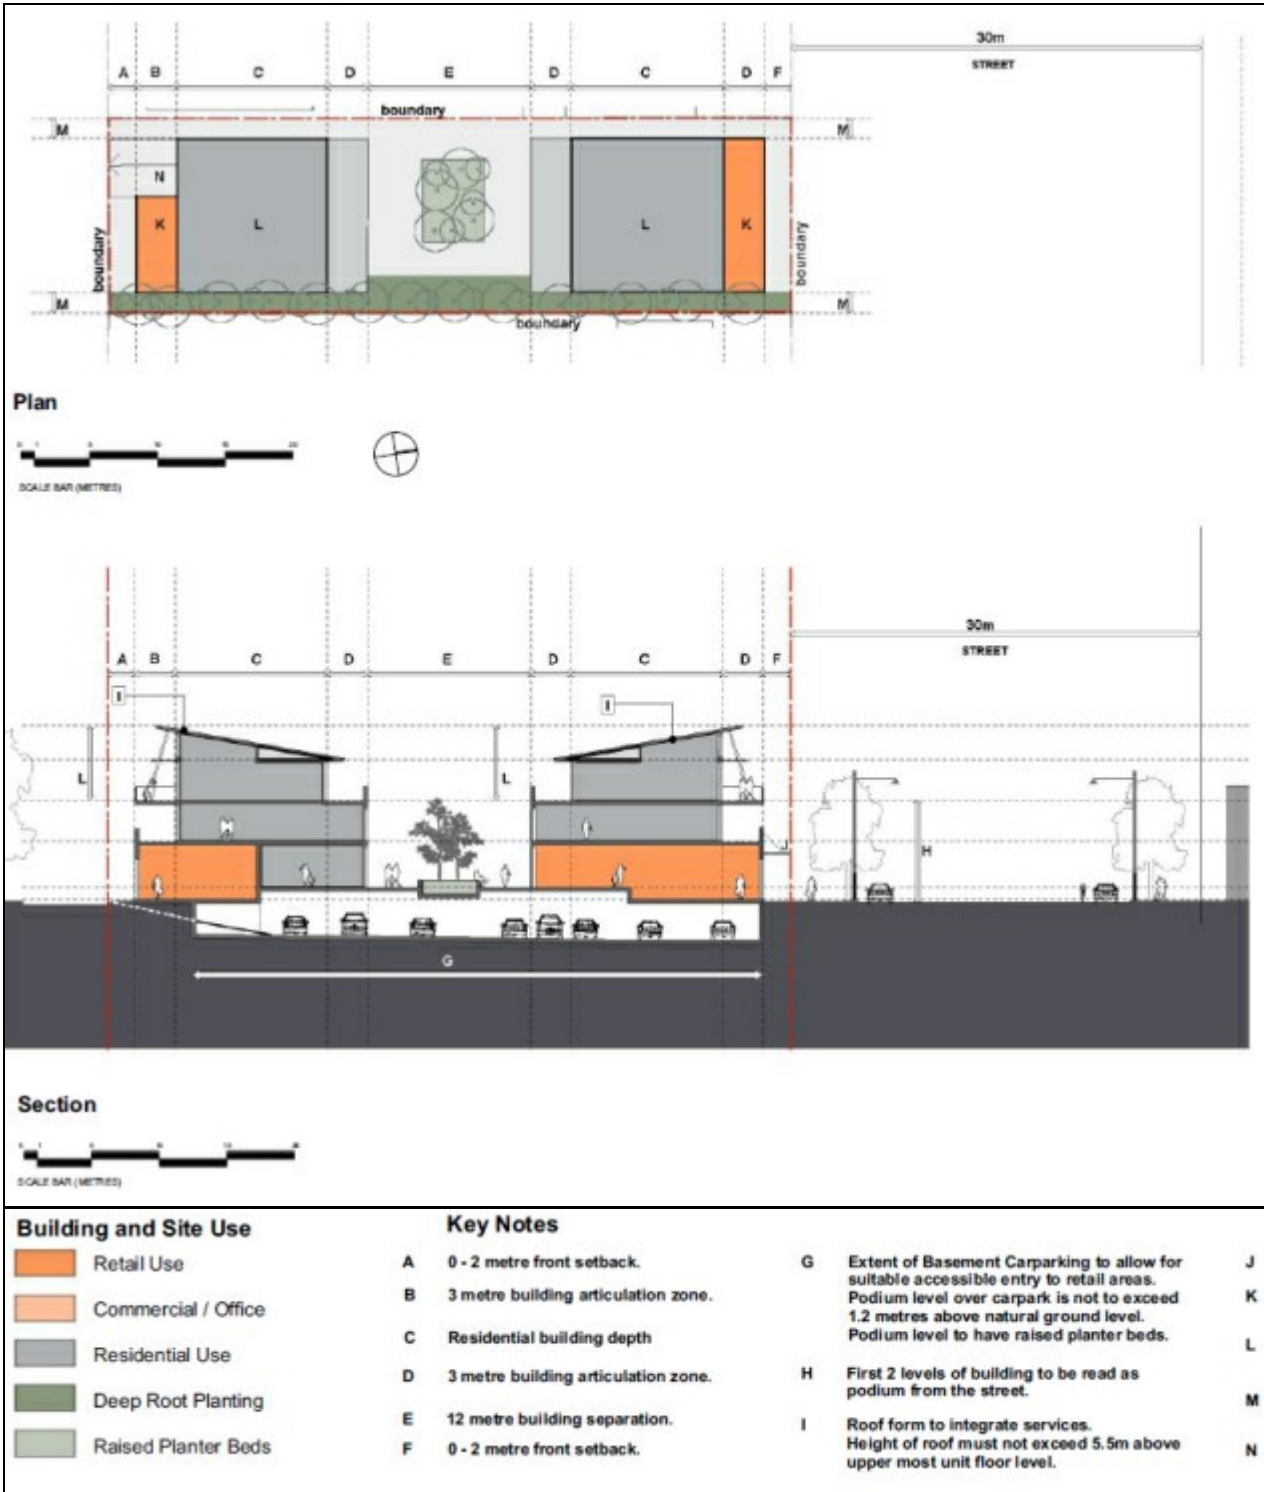 30m
STREET
A B C D E D C D F
boundary
M M
N
K L L K
boundary
boundary
M M
boundary
Plan
SCALE BAR (METRES)
30m
STREET
A B C D E D C D F
I I
L L
J
H
G
Section
SCALE BAR (METRES)
Building and Site Use
Retail Use
Commercial / Office
Residential Use
Deep Root Planting
Raised Planter Beds
Key Notes
A 0 - 2 metre front setback.
B 3 metre building articulation zone.
C Residential building depth
D 3 metre building articulation zone.
E 12 metre building separation.
F 0 - 2 metre front setback.
G Extent of Basement Carparking to allow for
suitable accessible entry to retail areas.
Podium level over carpark is not to exceed
1.2 metres above natural ground level.
Podium level to have raised planter beds.
H First 2 levels of building to be read as
podium from the street.
I Roof form to integrate services.
Height of roof must not exceed 5.5m above
upper most unit floor level.
J
K
L
M
N